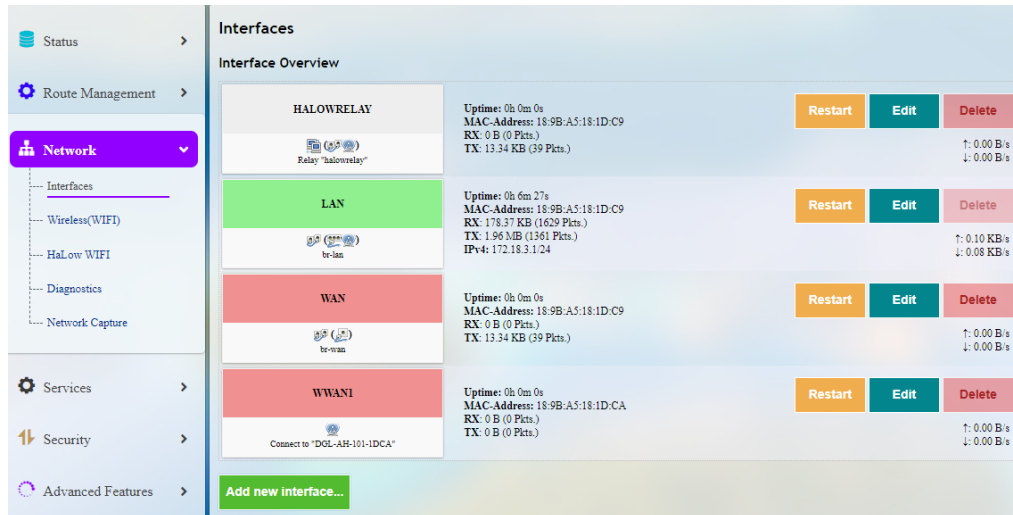 Status
Route Management
Network
Interfaces
Wireless(WIFI)
HaLow WIFI
Diagnostics
Network Capture
Services
Security
Advanced Features
Interfaces
Interface Overview
HALOWRELAY
Relay "halowrelay"
Uptime: 0h 0m 0s
MAC-Address: 18:9B:A5:18:1D:C9
RX: 0 B (0 Pkts.)
TX: 13.34 KB (39 Pkts.)
Restart Edit Delete
↑: 0.00 B/s
↓: 0.00 B/s
LAN
br-lan
Uptime: 0h 6m 27s
MAC-Address: 18:9B:A5:18:1D:C9
RX: 178.37 KB (1629 Pkts.)
TX: 1.96 MB (1361 Pkts.)
IPv4: 172.18.3.1/24
Restart Edit Delete
↑: 0.10 KB/s
↓: 0.08 KB/s
WAN
br-wan
Uptime: 0h 0m 0s
MAC-Address: 18:9B:A5:18:1D:C9
RX: 0 B (0 Pkts.)
TX: 13.34 KB (39 Pkts.)
Restart Edit Delete
↑: 0.00 B/s
↓: 0.00 B/s
WWAN1
Connect to "DGL-AH-101-1DCA"
Uptime: 0h 0m 0s
MAC-Address: 18:9B:A5:18:1D:CA
RX: 0 B (0 Pkts.)
TX: 0 B (0 Pkts.)
Restart Edit Delete
↑: 0.00 B/s
↓: 0.00 B/s
Add new interface...